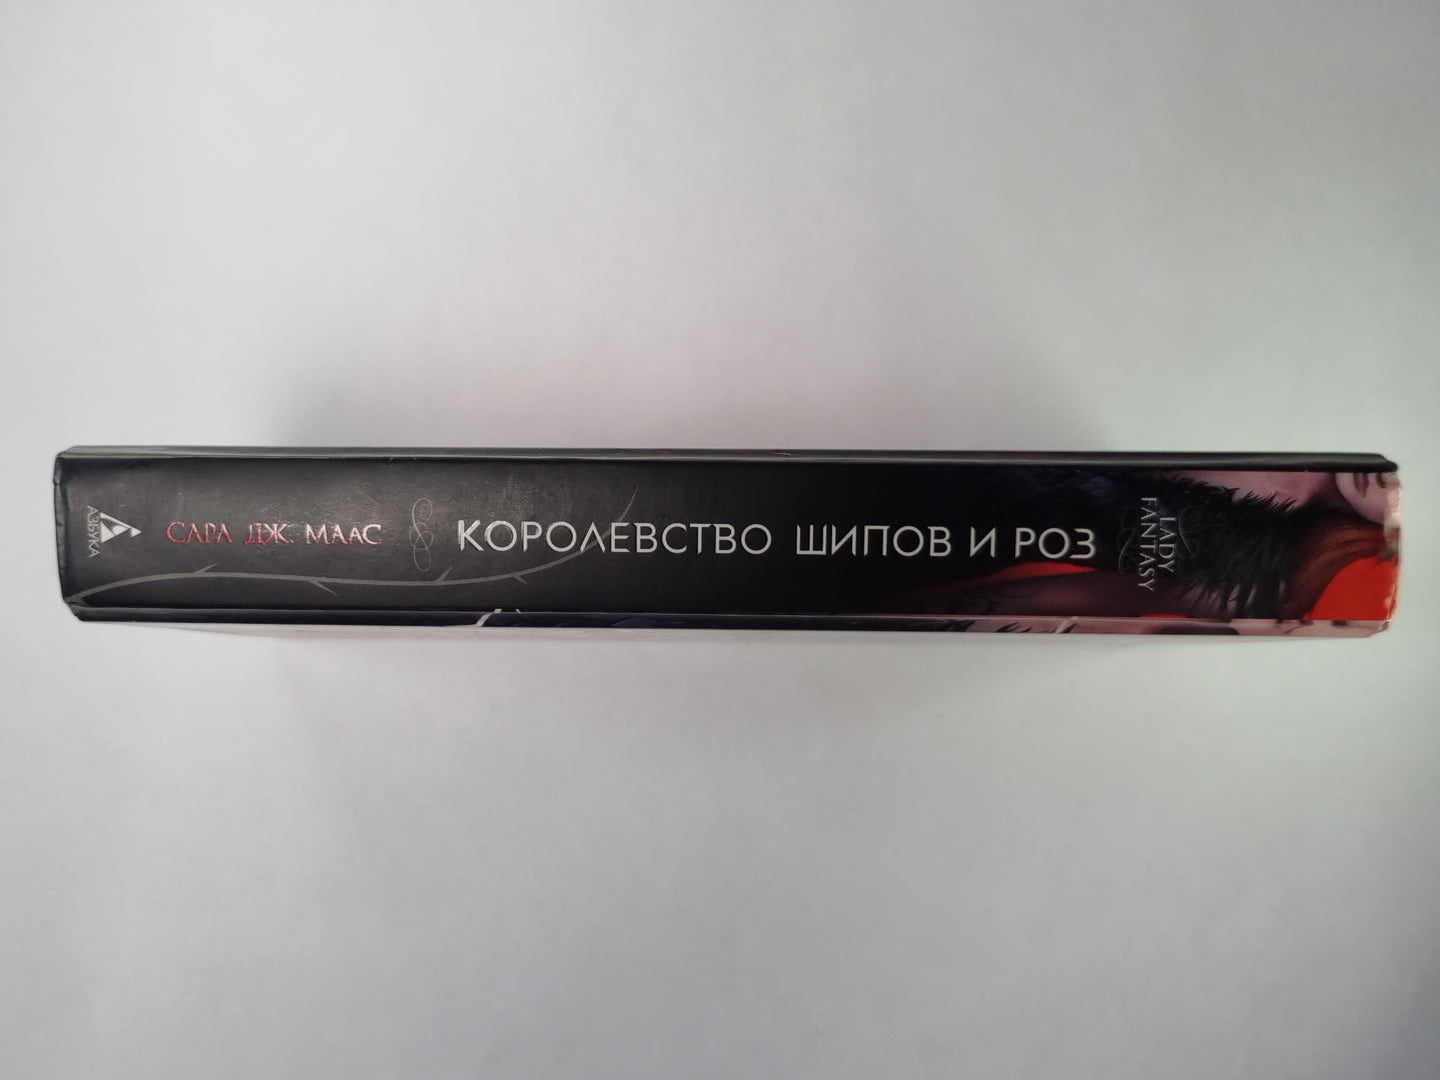 АЗБУКА
САРА ДЖ. МААС
КОРОЛЕВСТВО ШИПОВ И РОЗ
LADY
FANTASY